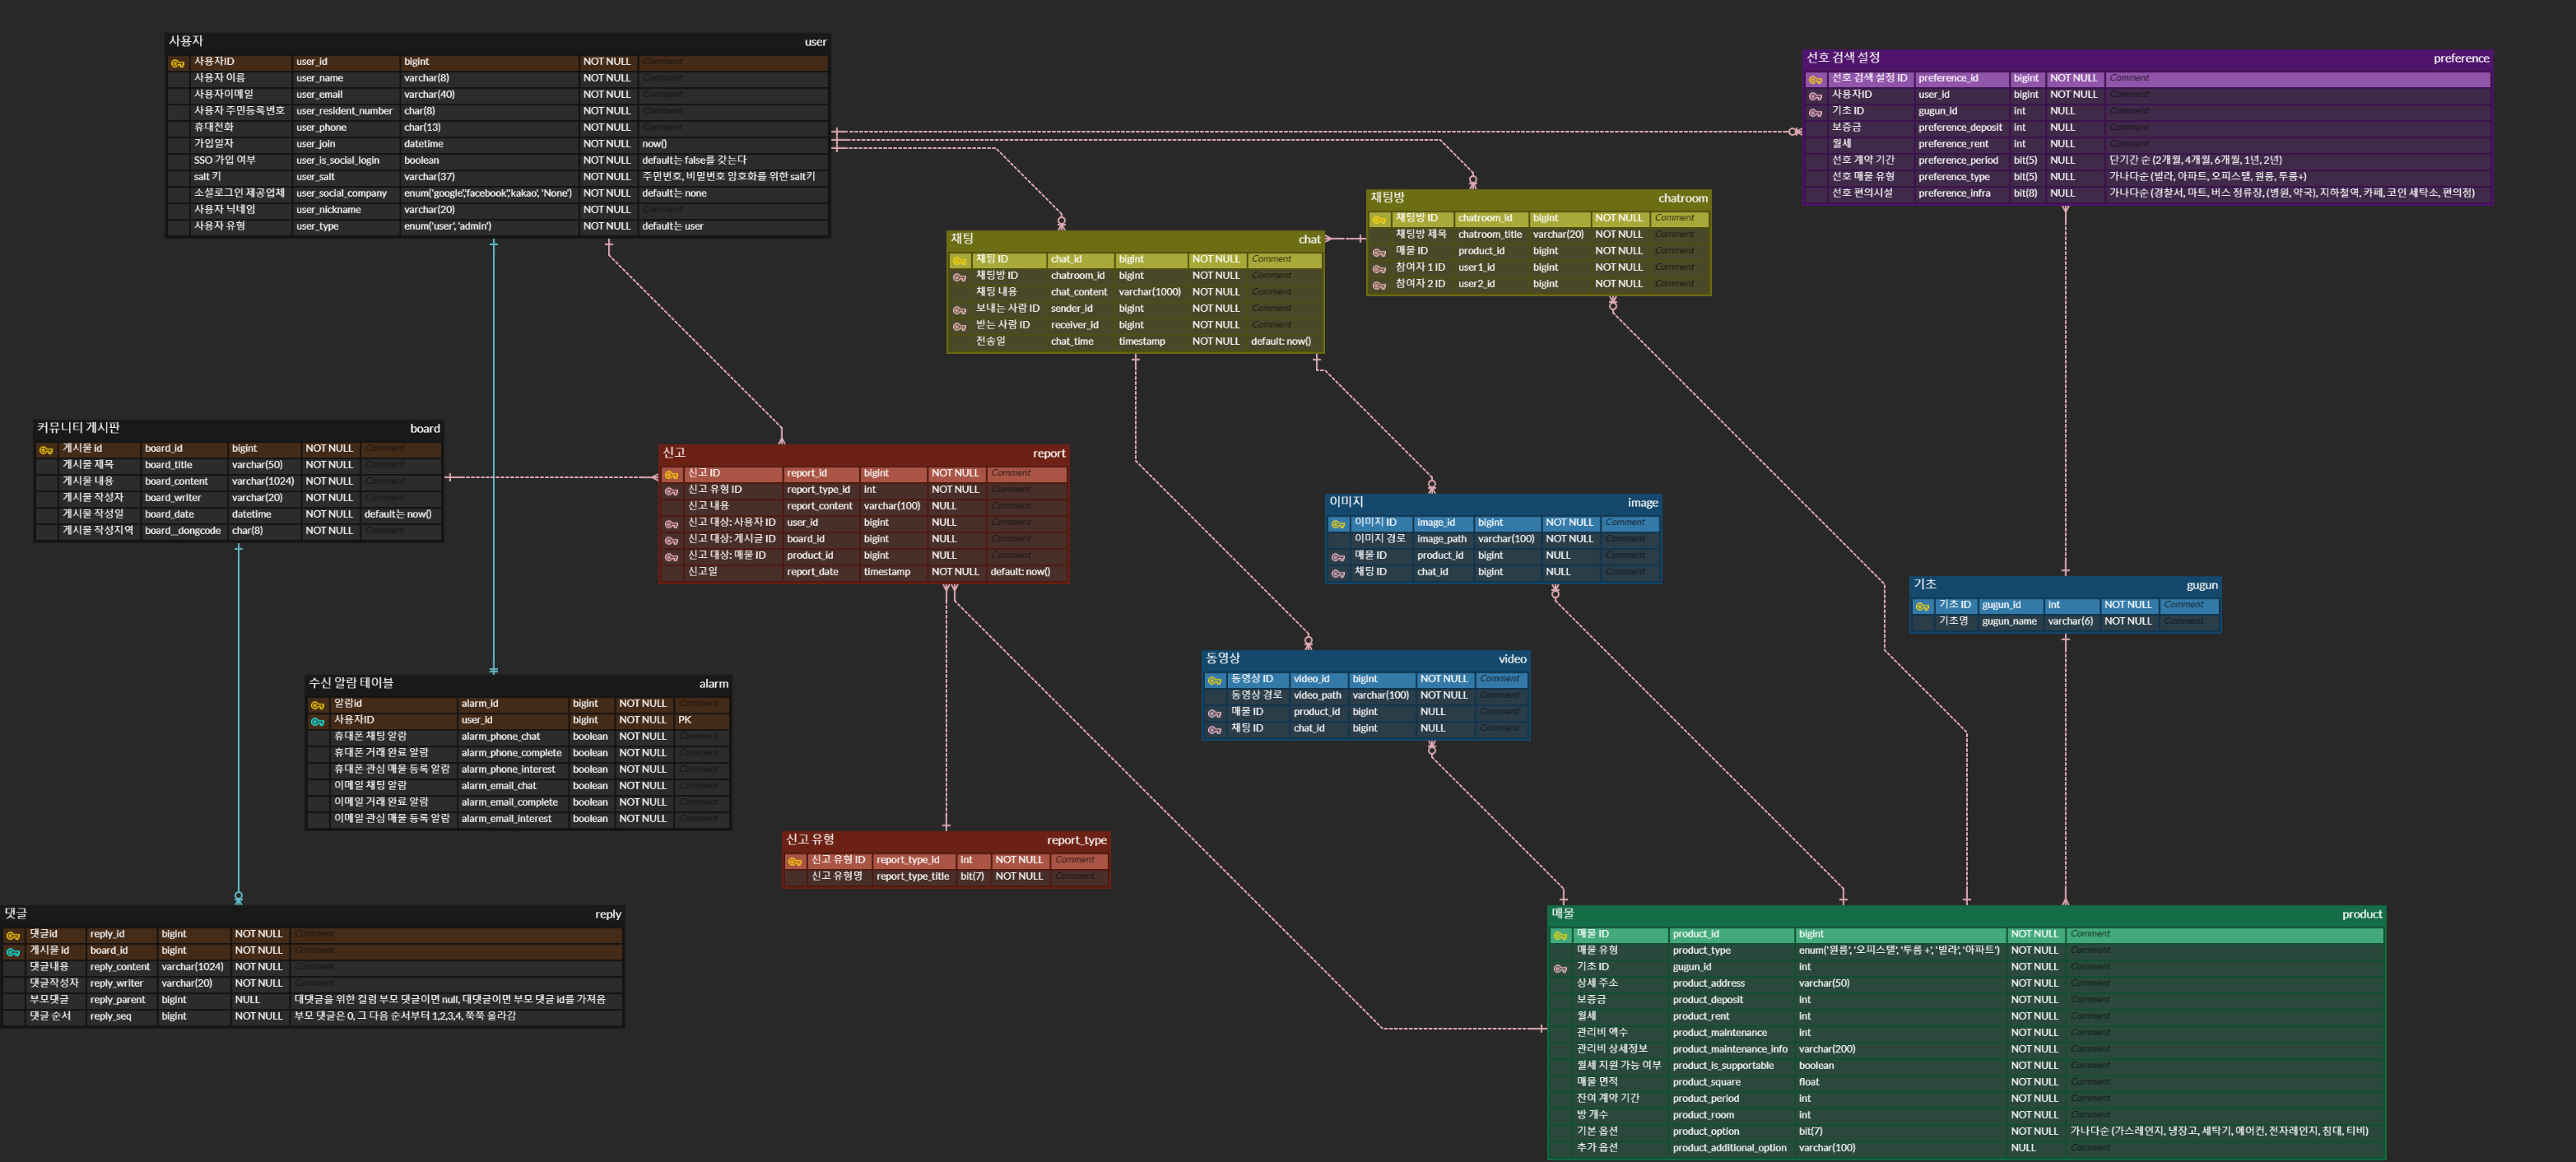 사용자 user
사용자ID user_id bigint NOT NULL Comment
사용자 이름 user_name varchar(8) NOT NULL Comment
사용자이메일 user_email varchar(40) NOT NULL Comment
사용자 주민등록번호 user_resident_number char(8) NOT NULL Comment
휴대전화 user_phone char(13) NOT NULL Comment
가입일자 user_join datetime NOT NULL now()
SSO 가입 여부 user_is_social_login boolean NOT NULL default는 false를 갖는다
salt 키 user_salt varchar(37) NOT NULL 주민번호, 비밀번호 암호화를 위한 salt키
소셜로그인 제공업체 user_social_company enum('google','facebook','kakao', 'None') NOT NULL default는 none
사용자 닉네임 user_nickname varchar(20) NOT NULL Comment
사용자 유형 user_type enum('user', 'admin') NOT NULL default는 user
선호 검색 설정 preference
선호 검색 설정 ID preference_id bigint NOT NULL Comment
사용자ID user_id bigint NOT NULL Comment
기초 ID gugun_id int NULL Comment
보증금 preference_deposit int NULL Comment
월세 preference_rent int NULL Comment
선호 계약 기간 preference_period bit(5) NULL 단기간 순 (2개월, 4개월, 6개월, 1년, 2년)
선호 매물 유형 preference_type bit(5) NULL 가나다순 (빌라, 아파트, 오피스텔, 원룸, 투룸+)
선호 편의시설 preference_infra bit(8) NULL 가나다순 (경찰서, 마트, 버스 정류장, (병원, 약국), 지하철역, 카페, 코인 세탁소, 편의점)
채팅방 chatroom
채팅방 ID chatroom_id bigint NOT NULL Comment
채팅방 제목 chatroom_title varchar(20) NOT NULL Comment
매물 ID product_id bigint NOT NULL Comment
참여자 1 ID user1_id bigint NOT NULL Comment
참여자 2 ID user2_id bigint NOT NULL Comment
채팅 chat
채팅 ID chat_id bigint NOT NULL Comment
채팅방 ID chatroom_id bigint NOT NULL Comment
채팅 내용 chat_content varchar(1000) NOT NULL Comment
보내는 사람 ID sender_id bigint NOT NULL Comment
받는 사람 ID receiver_id bigint NOT NULL Comment
전송일 chat_time timestamp NOT NULL default: now()
커뮤니티 게시판 board
게시물 id board_id bigint NOT NULL Comment
게시물 제목 board_title varchar(50) NOT NULL Comment
게시물 내용 board_content varchar(1024) NOT NULL Comment
게시물 작성자 board_writer varchar(20) NOT NULL Comment
게시물 작성일 board_date datetime NOT NULL default는 now()
게시물 작성지역 board_dongcode char(8) NOT NULL Comment
신고 report
신고 ID report_id bigint NOT NULL Comment
신고 유형 ID report_type_id int NOT NULL Comment
신고 내용 report_content varchar(100) NULL Comment
신고 대상: 사용자 ID user_id bigint NULL Comment
신고 대상: 게시글 ID board_id bigint NULL Comment
신고 대상: 매물 ID product_id bigint NULL Comment
신고일 report_date timestamp NOT NULL default: now()
이미지 image
이미지 ID image_id bigint NOT NULL Comment
이미지 경로 image_path varchar(100) NOT NULL Comment
매물 ID product_id bigint NULL Comment
채팅 ID chat_id bigint NULL Comment
기초 gugun
기초 ID gugun_id int NOT NULL Comment
기초명 gugun_name varchar(6) NOT NULL Comment
동영상 video
동영상 ID video_id bigint NOT NULL Comment
동영상 경로 video_path varchar(100) NOT NULL Comment
매물 ID product_id bigint NULL Comment
채팅 ID chat_id bigint NULL Comment
수신 알람 테이블 alarm
알림id alarm_id bigint NOT NULL Comment
사용자ID user_id bigint NOT NULL PK
휴대폰 채팅 알람 alarm_phone_chat boolean NOT NULL Comment
휴대폰 거래 완료 알람 alarm_phone_complete boolean NOT NULL Comment
휴대폰 관심 매물 등록 알람 alarm_phone_interest boolean NOT NULL Comment
이메일 채팅 알람 alarm_email_chat boolean NOT NULL Comment
이메일 거래 완료 알람 alarm_email_complete boolean NOT NULL Comment
이메일 관심 매물 등록 알람 alarm_email_interest boolean NOT NULL Comment
신고 유형 report_type
신고 유형 ID report_type_id int NOT NULL Comment
신고 유형명 report_type_title bit(7) NOT NULL Comment
댓글 reply
댓글id reply_id bigint NOT NULL Comment
게시물 id board_id bigint NOT NULL Comment
댓글내용 reply_content varchar(1024) NOT NULL Comment
댓글작성자 reply_writer varchar(20) NOT NULL Comment
부모댓글 reply_parent bigint NULL 대댓글을 위한 컬럼 부모 댓글이면 null, 대댓글이면 부모 댓글 id를 가져옴
댓글 순서 reply_seq bigint NOT NULL 부모 댓글은 0, 그 다음 순서부터 1,2,3,4, 쭉쭉 올라감
매물 product
매물 ID product_id bigint NOT NULL Comment
매물 유형 product_type enum('원룸', '오피스텔', '투룸 +', '빌라', '아파트') NOT NULL Comment
기초 ID gugun_id int NOT NULL Comment
상세 주소 product_address varchar(50) NOT NULL Comment
보증금 product_deposit int NOT NULL Comment
월세 product_rent int NOT NULL Comment
관리비 액수 product_maintenance int NOT NULL Comment
관리비 상세정보 product_maintenance_info varchar(200) NOT NULL Comment
월세 지원 가능 여부 product_is_supportable boolean NOT NULL Comment
매물 면적 product_square float NOT NULL Comment
잔여 계약 기간 product_period int NOT NULL Comment
방 개수 product_room int NOT NULL Comment
기본 옵션 product_option bit(7) NOT NULL 가나다순 (가스레인지, 냉장고, 세탁기, 에어컨, 전자레인지, 침대, 티비)
추가 옵션 product_additional_option varchar(100) NULL Comment